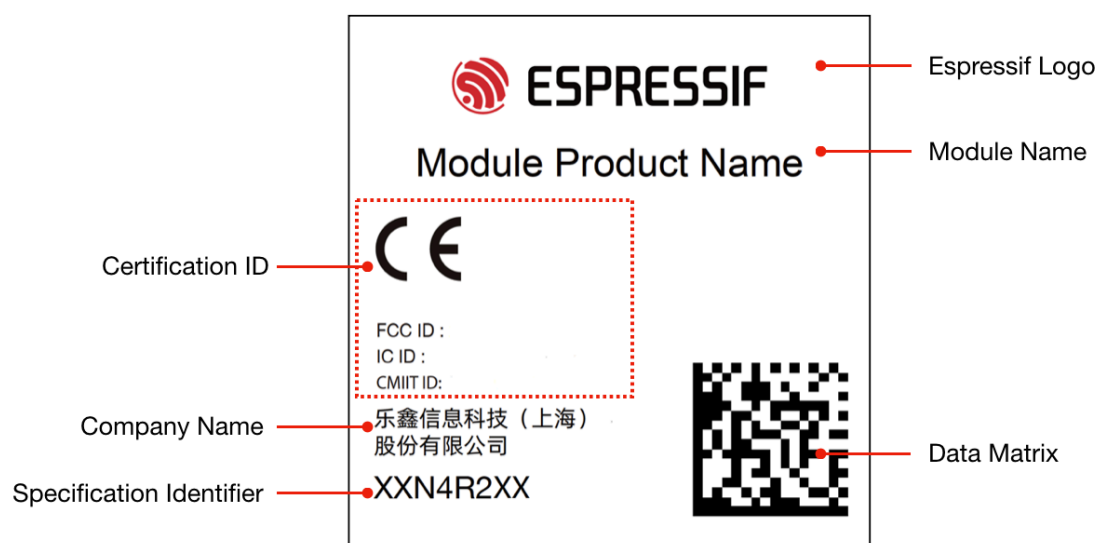 ESPRESSIF
Espressif Logo
Module Product Name
Module Name
CE
Certification ID
FCC ID :
IC ID :
CMIIT ID:
Company Name
乐鑫信息科技（上海）
股份有限公司
Data Matrix
Specification Identifier
XXN4R2XX